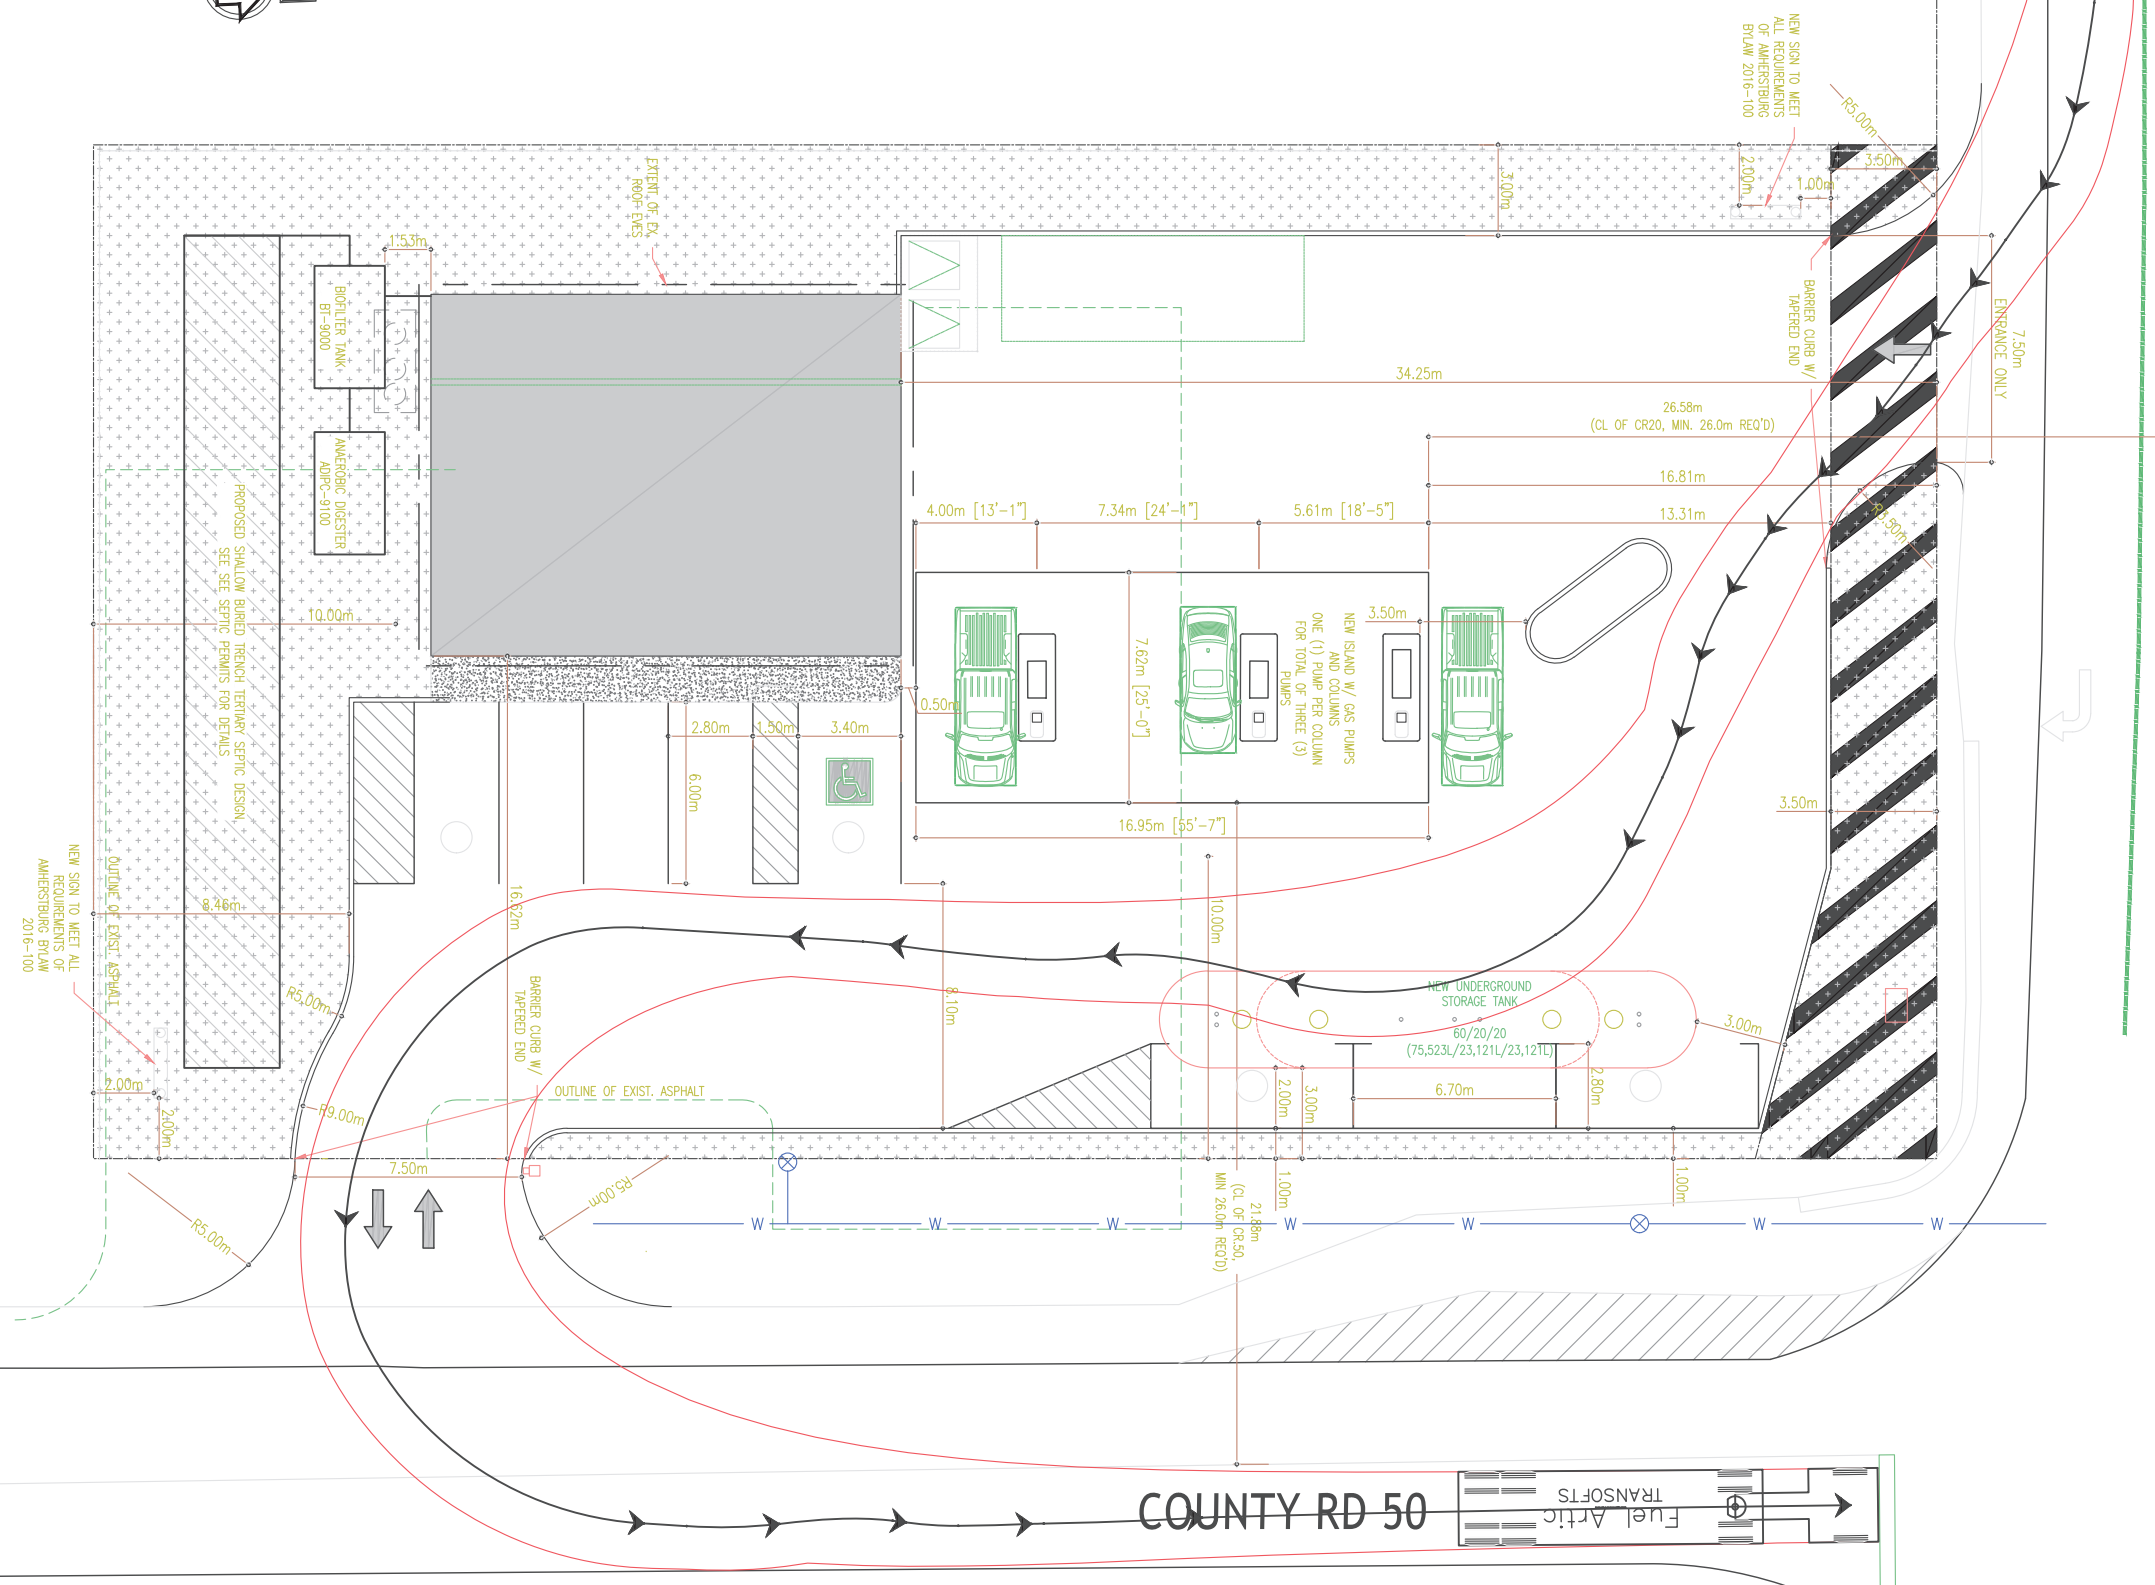 NEW SIGN TO MEET
ALL REQUIREMENTS
OF AMHERSTBURG
BYLAW 2016-100
R5.00m
3.50m
2.00m
1.00m
3.00m
EXTENT OF EX.
ROOF EVES
1.53m
BIOFILTER TANK
BT-9000
ANAEROBIC DIGESTER
ADIPC-9100
BARRIER CURB W/
TAPERED END
7.50m
ENTRANCE ONLY
34.25m
26.58m
(CL OF CR20, MIN. 26.0m REQ'D)
16.81m
4.00m [13'-1"]
7.34m [24'-1"]
5.61m [18'-5"]
13.31m
R3.50m
PROPOSED SHALLOW BURIED TRENCH TERTIARY SEPTIC DESIGN
SEE SEE SEPTIC PERMITS FOR DETAILS
10.00m
3.50m
7.62m [25'-0"]
NEW ISLAND W/ GAS PUMPS
AND COLUMNS
ONE (1) PUMP PER COLUMN
FOR TOTAL OF THREE (3)
PUMPS
0.50m
2.80m
1.50m
3.40m
6.00m
3.50m
16.95m [55'-7"]
NEW SIGN TO MEET ALL
REQUIREMENTS OF
AMHERSTBURG BYLAW
2016-100
OUTLINE OF EXIST. ASPHALT
8.46m
16.62m
10.00m
R5.00m
BARRIER CURB W/
TAPERED END
8.10m
NEW UNDERGROUND
STORAGE TANK
60/20/20
(75,523L/23,121L/23,121L)
3.00m
2.00m
2.00m
R9.00m
OUTLINE OF EXIST. ASPHALT
2.00m
3.00m
6.70m
2.80m
7.50m
R5.00m
R5.00m
1.00m
1.00m
21.88m
(CL OF CR50,
MIN 26.0m REQ'D)
W W W W W W W
COUNTY RD 50
Fuel Artic
TRANSOFTS